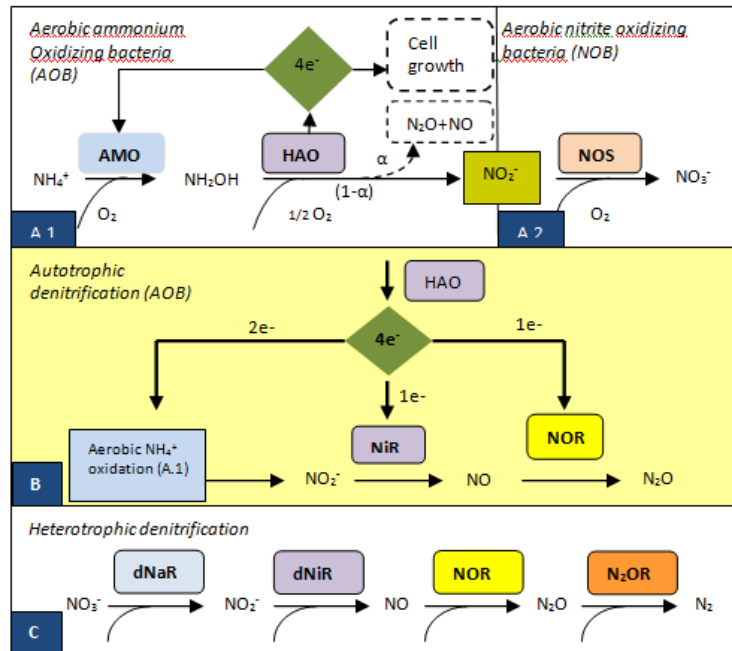 Aerobic ammonium
Oxidizing bacteria
(AOB)
4e⁻
Cell
growth
Aerobic nitrite oxidizing
bacteria (NOB)
N₂O+NO
AMO
HAO
α
NOS
NH₄⁺
NH₂OH
(1-α)
NO₂⁻
NO₃⁻
O₂
1/2 O₂
O₂
A.1
A.2
Autotrophic
denitrification (AOB)
HAO
2e-
4e⁻
1e-
1e-
Aerobic NH₄⁺
oxidation (A.1)
NiR
NOR
NO₂⁻
NO
N₂O
B
Heterotrophic denitrification
dNaR
dNiR
NOR
N₂OR
NO₃⁻
NO₂⁻
NO
N₂O
N₂
C